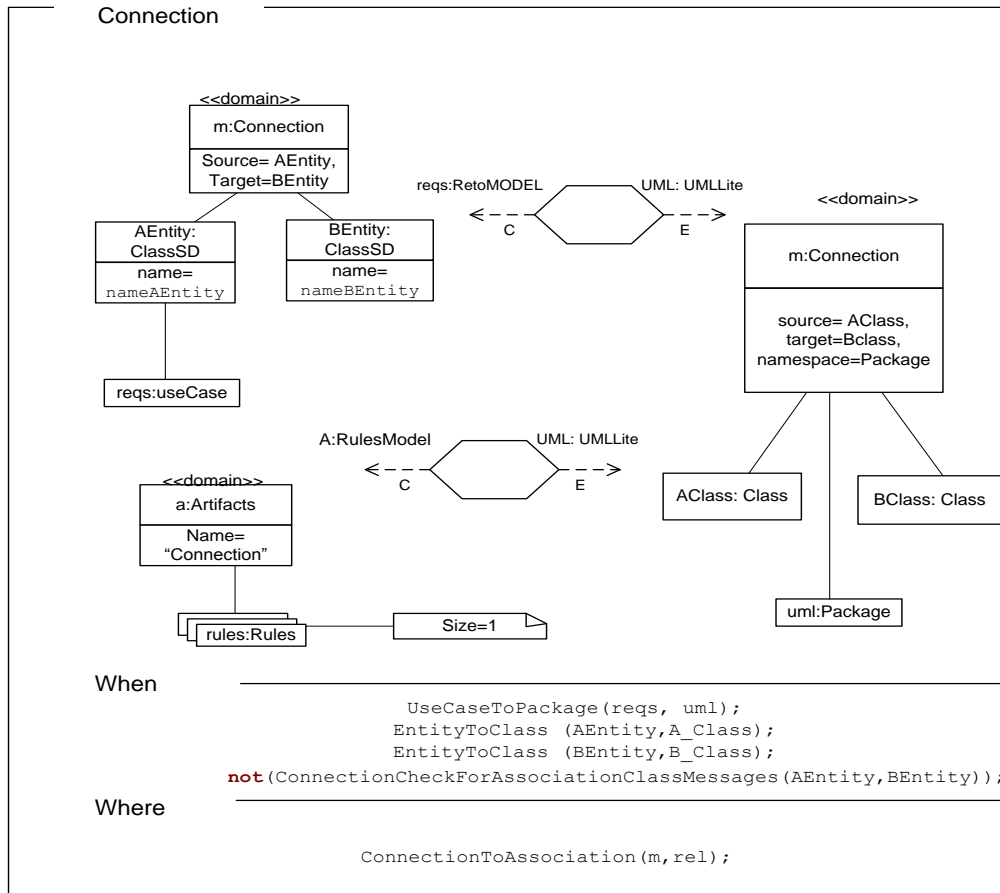 Connection
<<domain>>
m:Connection
Source= AEntity,
Target=BEntity
AEntity:
ClassSD
name=
nameAEntity
BEntity:
ClassSD
name=
nameBEntity
reqs:useCase
reqs:RetoMODEL
UML: UMLLite
C
E
<<domain>>
m:Connection
source= AClass,
target=Bclass,
namespace=Package
A:RulesModel
UML: UMLLite
C
E
AClass: Class
BClass: Class
uml:Package
<<domain>>
a:Artifacts
Name=
“Connection”
rules:Rules
Size=1
When
UseCaseToPackage(reqs, uml);
EntityToClass (AEntity,A_Class);
EntityToClass (BEntity,B_Class);
not(ConnectionCheckForAssociationClassMessages(AEntity,BEntity));
Where
ConnectionToAssociation(m,rel);